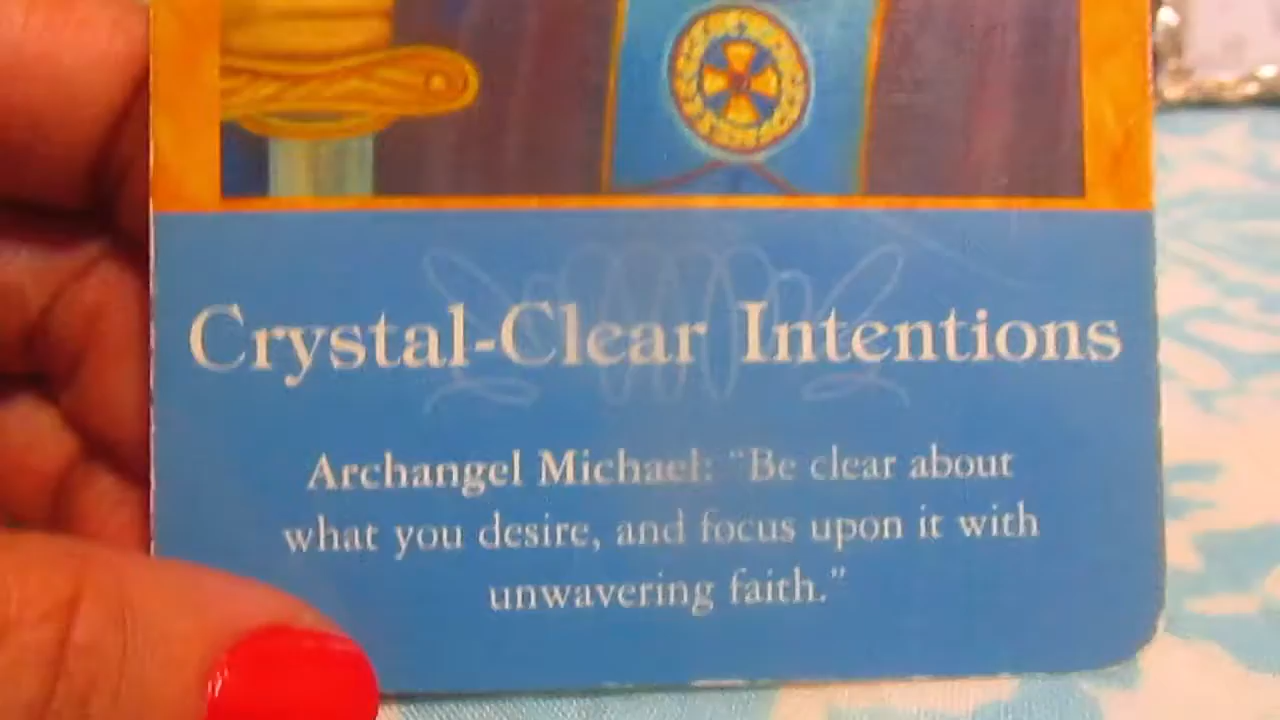 Crystal-Clear Intentions
Archangel Michael: “Be clear about
what you desire, and focus upon it with
unwavering faith.”